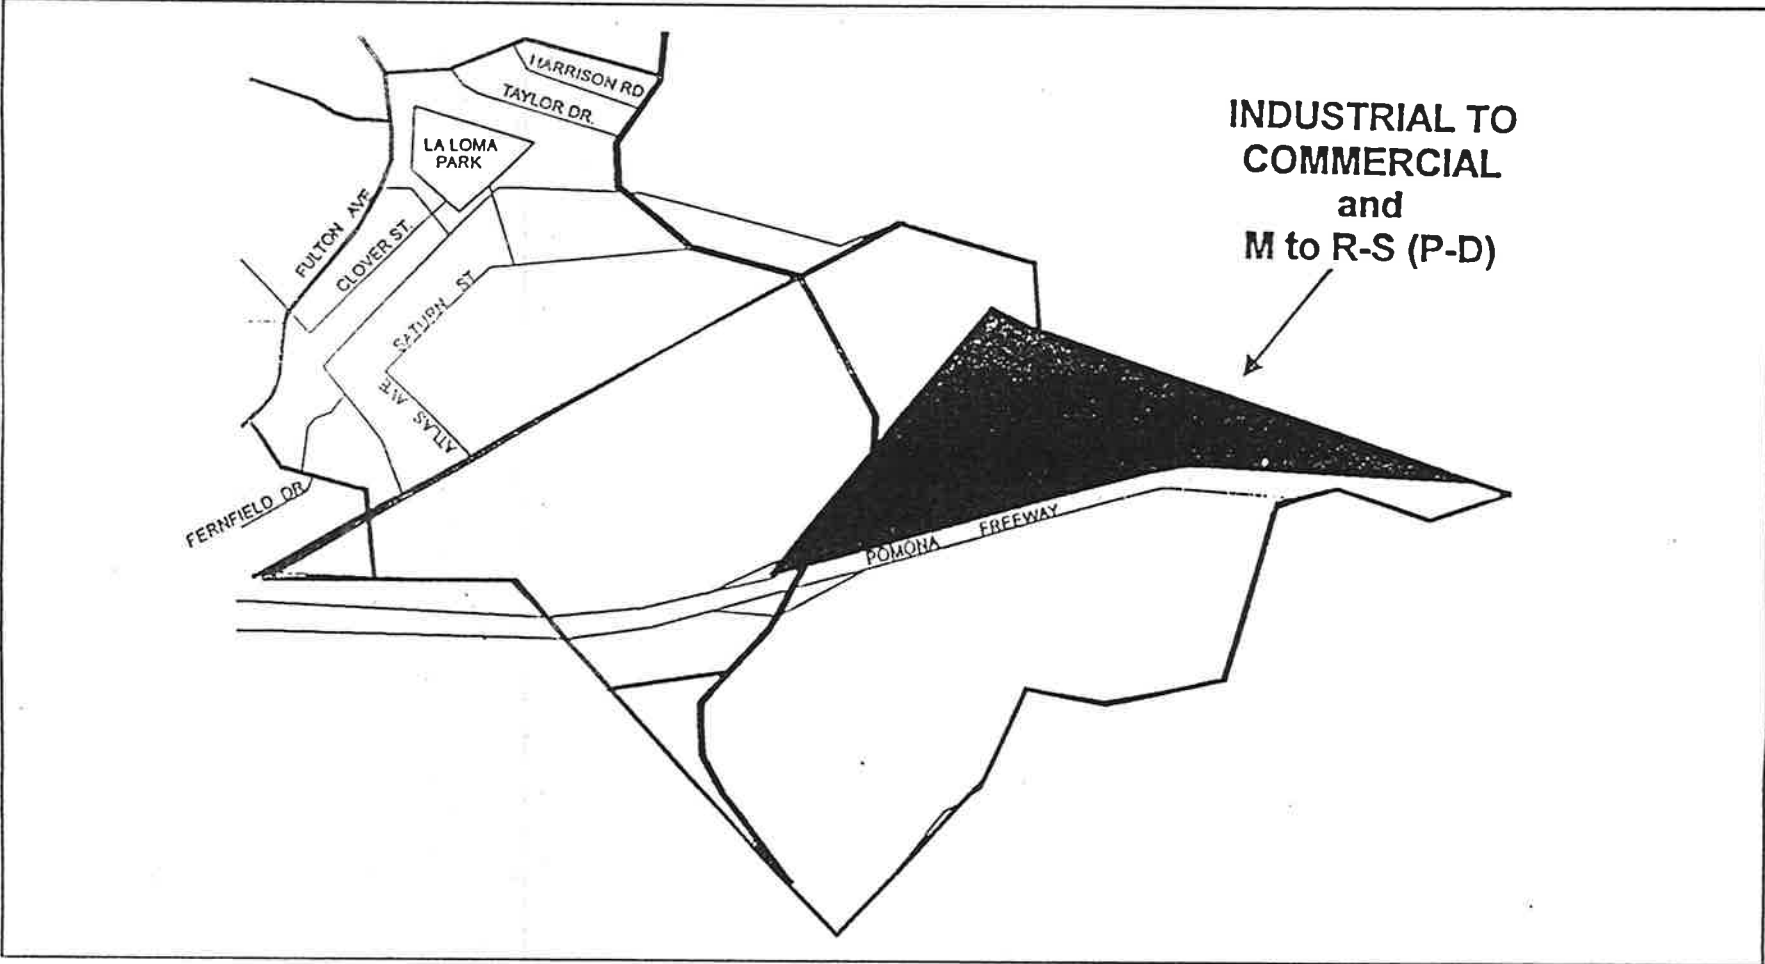 HARRISON RD
TAYLOR DR.
LA LOMA
PARK
FULTON AVE
CLOVER ST.
SATURN ST
ATLAS AVE
FERNFIELD DR.
INDUSTRIAL TO
COMMERCIAL
and
M to R-S (P-D)
POMONA FREEWAY